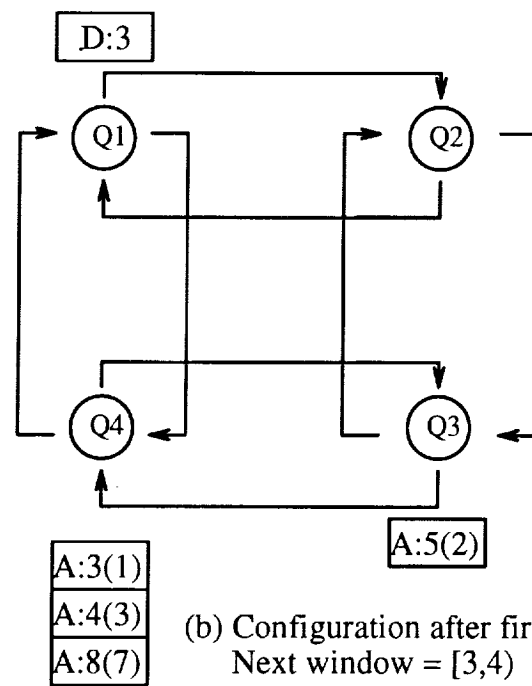 D:3
Q1
Q2
Q4
Q3
A:5(2)
A:3(1)
A:4(3)
A:8(7)
(b) Configuration after fir
Next window = [3,4)